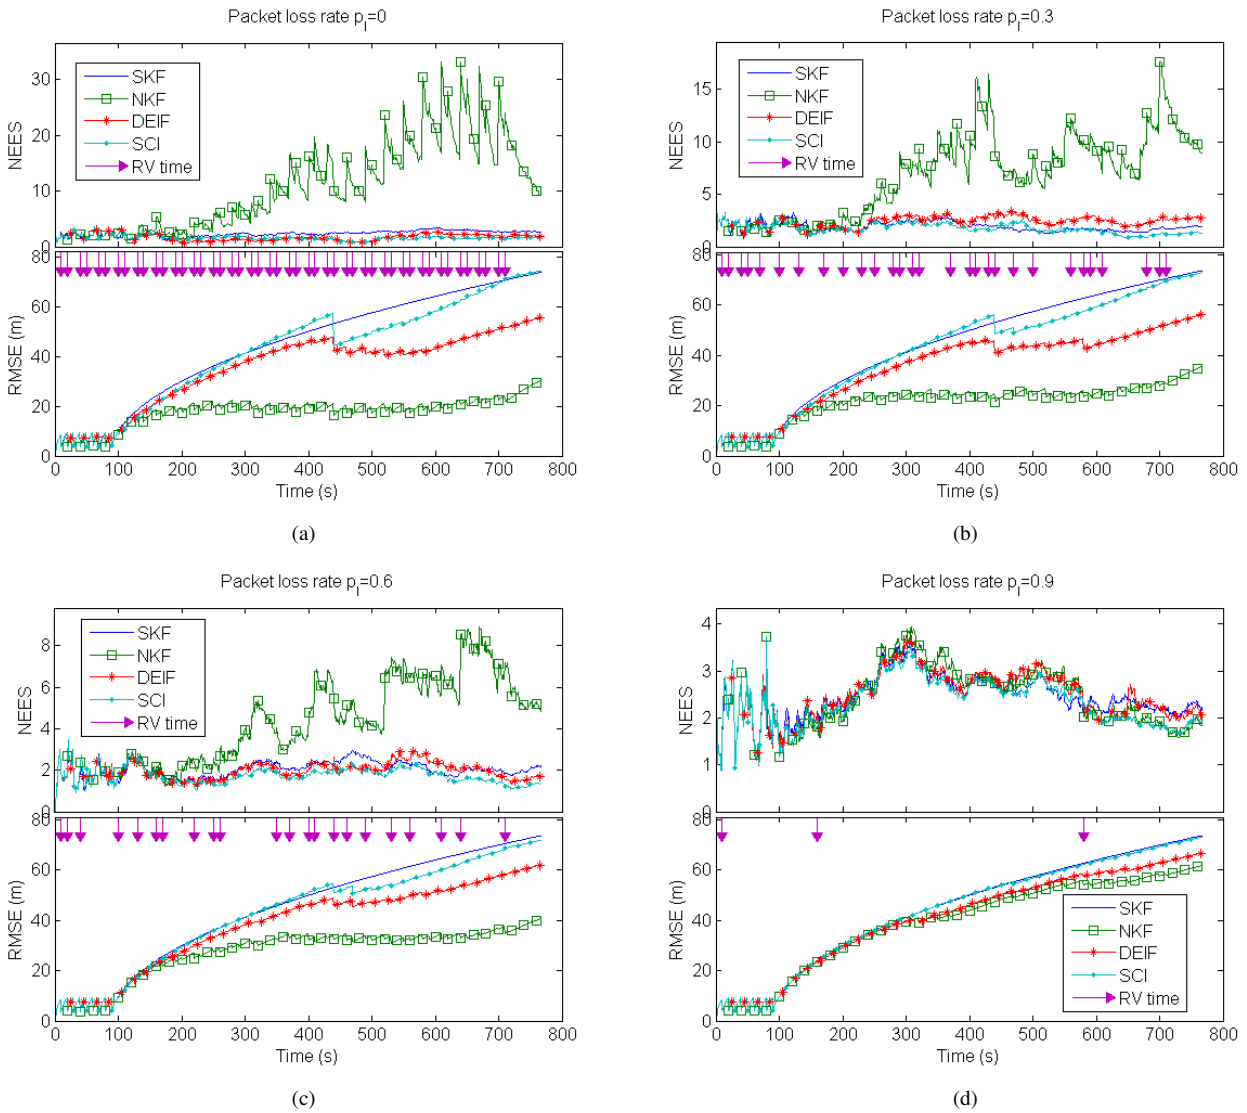 Packet loss rate p_l=0
NEES
30
20
10
0
SKF
NKF
DEIF
SCI
RV time
RMSE (m)
80
60
40
20
0
0 100 200 300 400 500 600 700 800
Time (s)
(a)
Packet loss rate p_l=0.3
NEES
15
10
5
0
SKF
NKF
DEIF
SCI
RV time
RMSE (m)
80
60
40
20
0
0 100 200 300 400 500 600 700 800
Time (s)
(b)
Packet loss rate p_l=0.6
NEES
8
6
4
2
0
SKF
NKF
DEIF
SCI
RV time
RMSE (m)
80
60
40
20
0
0 100 200 300 400 500 600 700 800
Time (s)
(c)
Packet loss rate p_l=0.9
NEES
4
3
2
1
0
RMSE (m)
80
60
40
20
0
SKF
NKF
DEIF
SCI
RV time
0 100 200 300 400 500 600 700 800
Time (s)
(d)